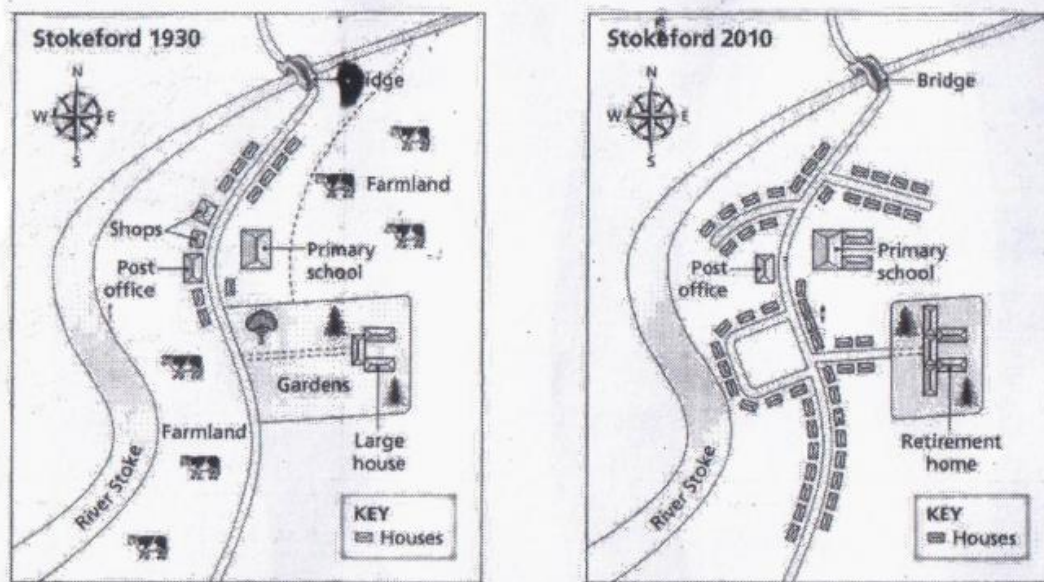 Stokeford 1930
idge
N
W
E
S
Farmland
Shops
Primary
school
Post
office
Gardens
Farmland
Large
house
River Stoke
KEY
Houses
Stokeford 2010
Bridge
N
W
E
S
Primary
school
Post
office
Retirement
home
River Stoke
KEY
Houses